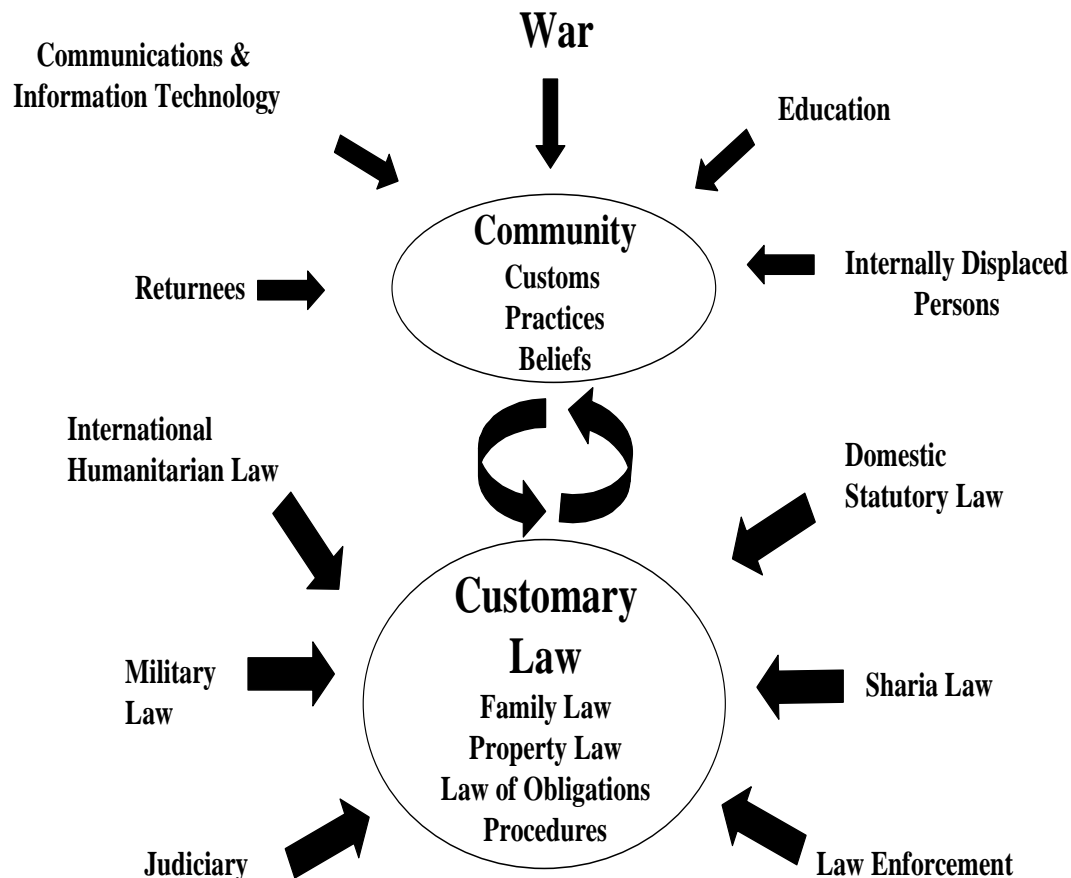 War
Communications &
Information Technology
Education
Community
Customs
Practices
Beliefs
Returnees
Internally Displaced
Persons
International
Humanitarian Law
Domestic
Statutory Law
Customary
Law
Family Law
Property Law
Law of Obligations
Procedures
Military
Law
Sharia Law
Judiciary
Law Enforcement